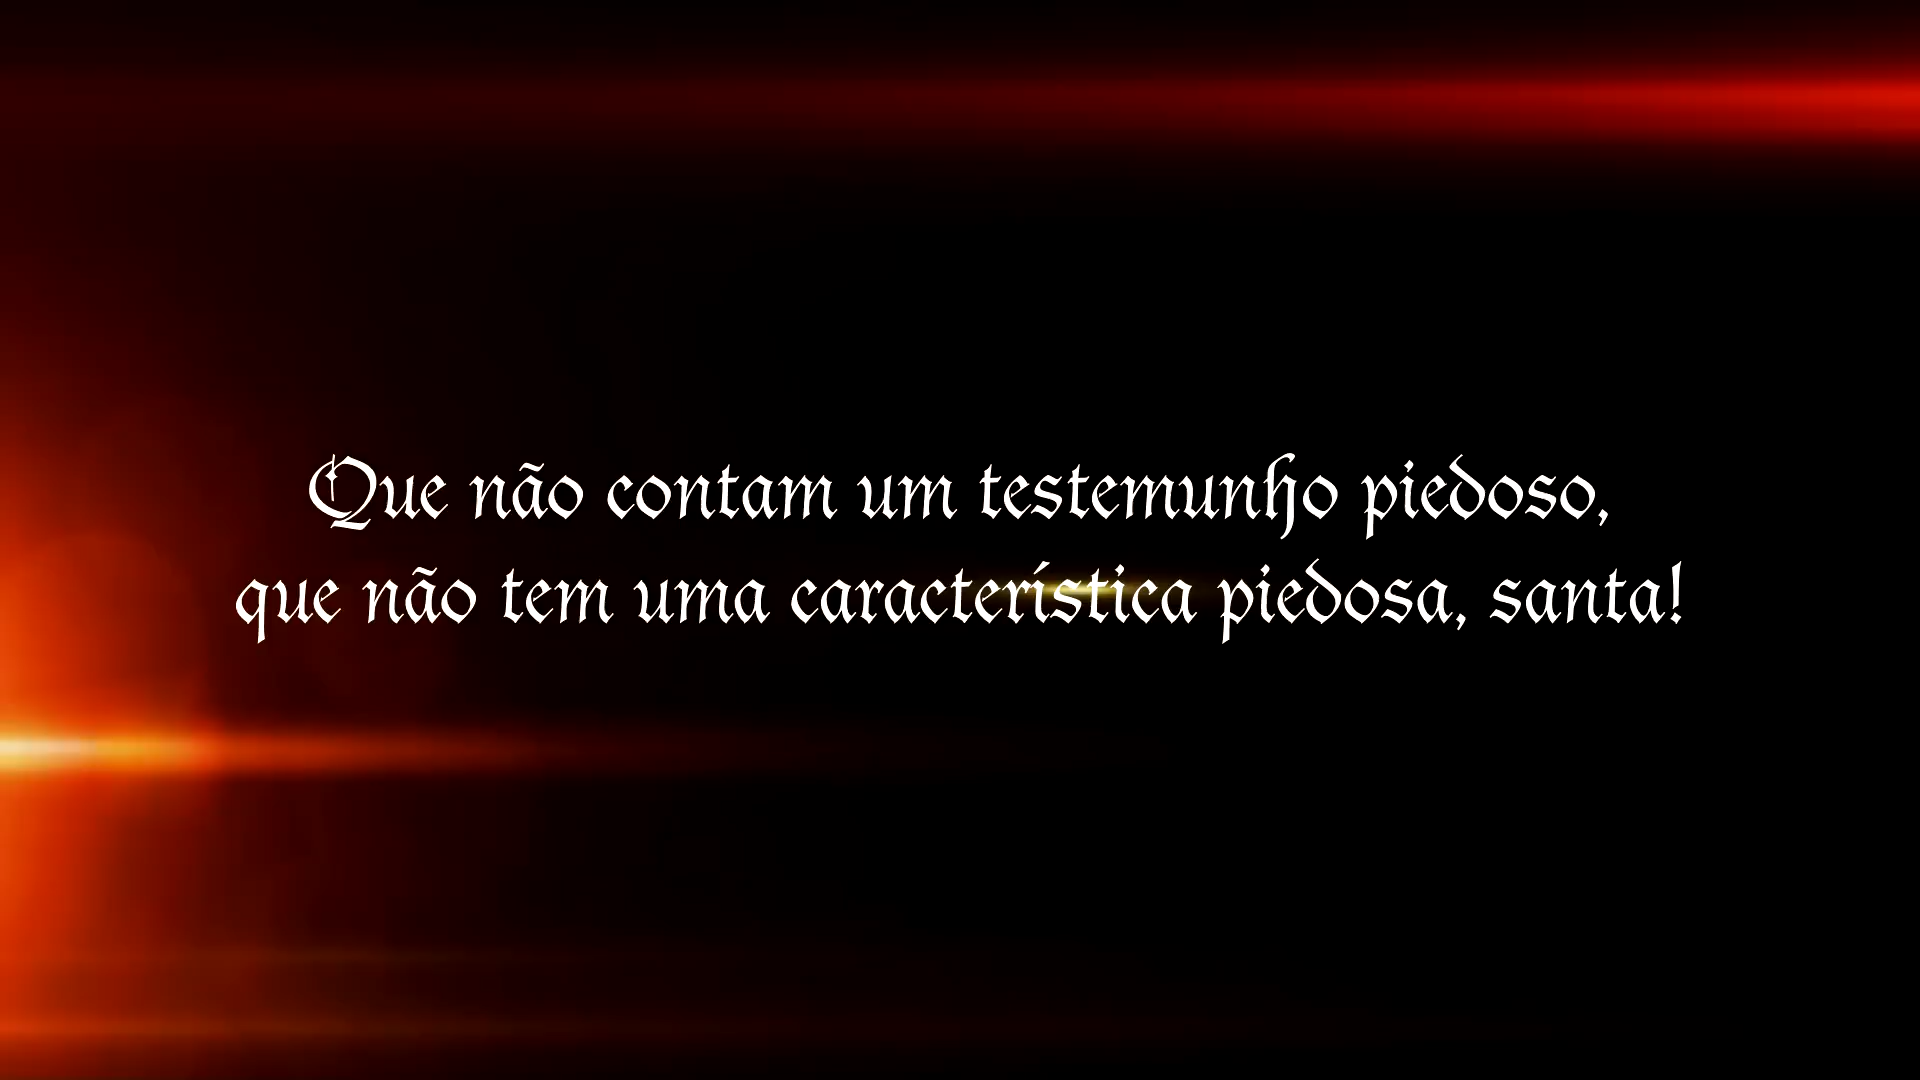 Que não contam um testemunho piedoso,
que não tem uma característica piedosa, santa!